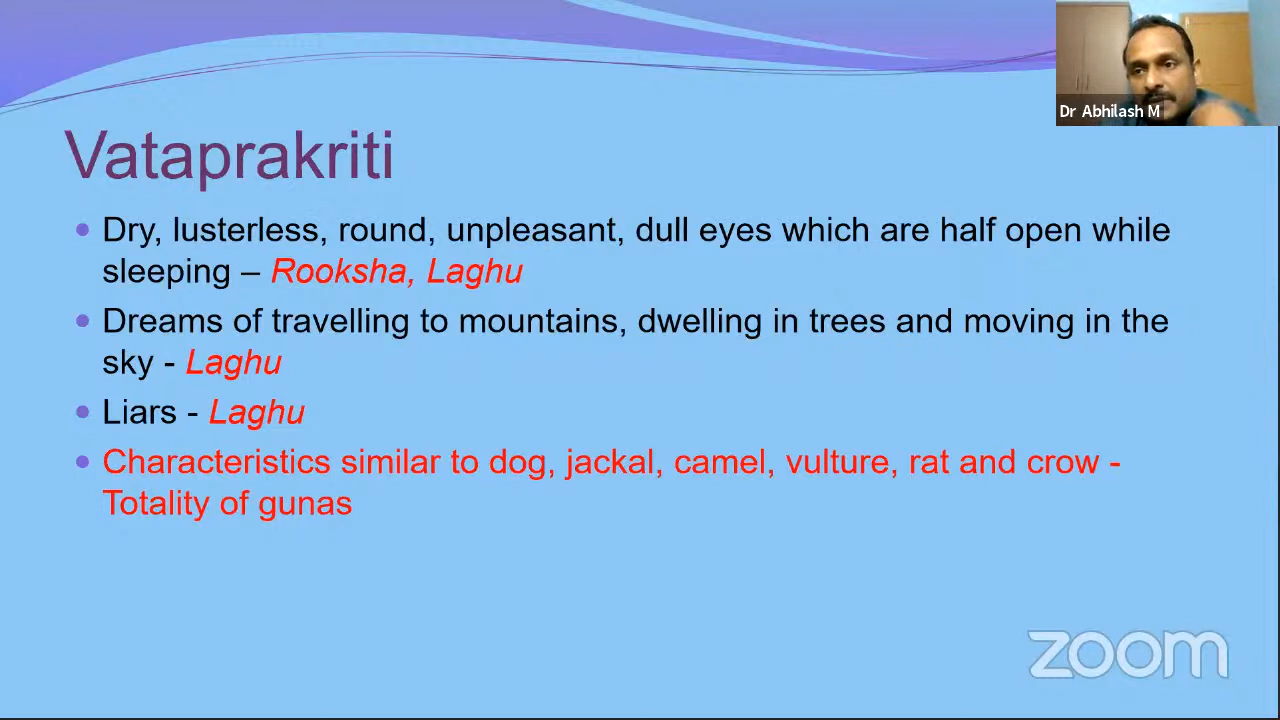 Dr Abhilash M
Vataprakriti
Dry, lusterless, round, unpleasant, dull eyes which are half open while
sleeping – Rooksha, Laghu
Dreams of travelling to mountains, dwelling in trees and moving in the
sky - Laghu
Liars - Laghu
Characteristics similar to dog, jackal, camel, vulture, rat and crow -
Totality of gunas
zoom